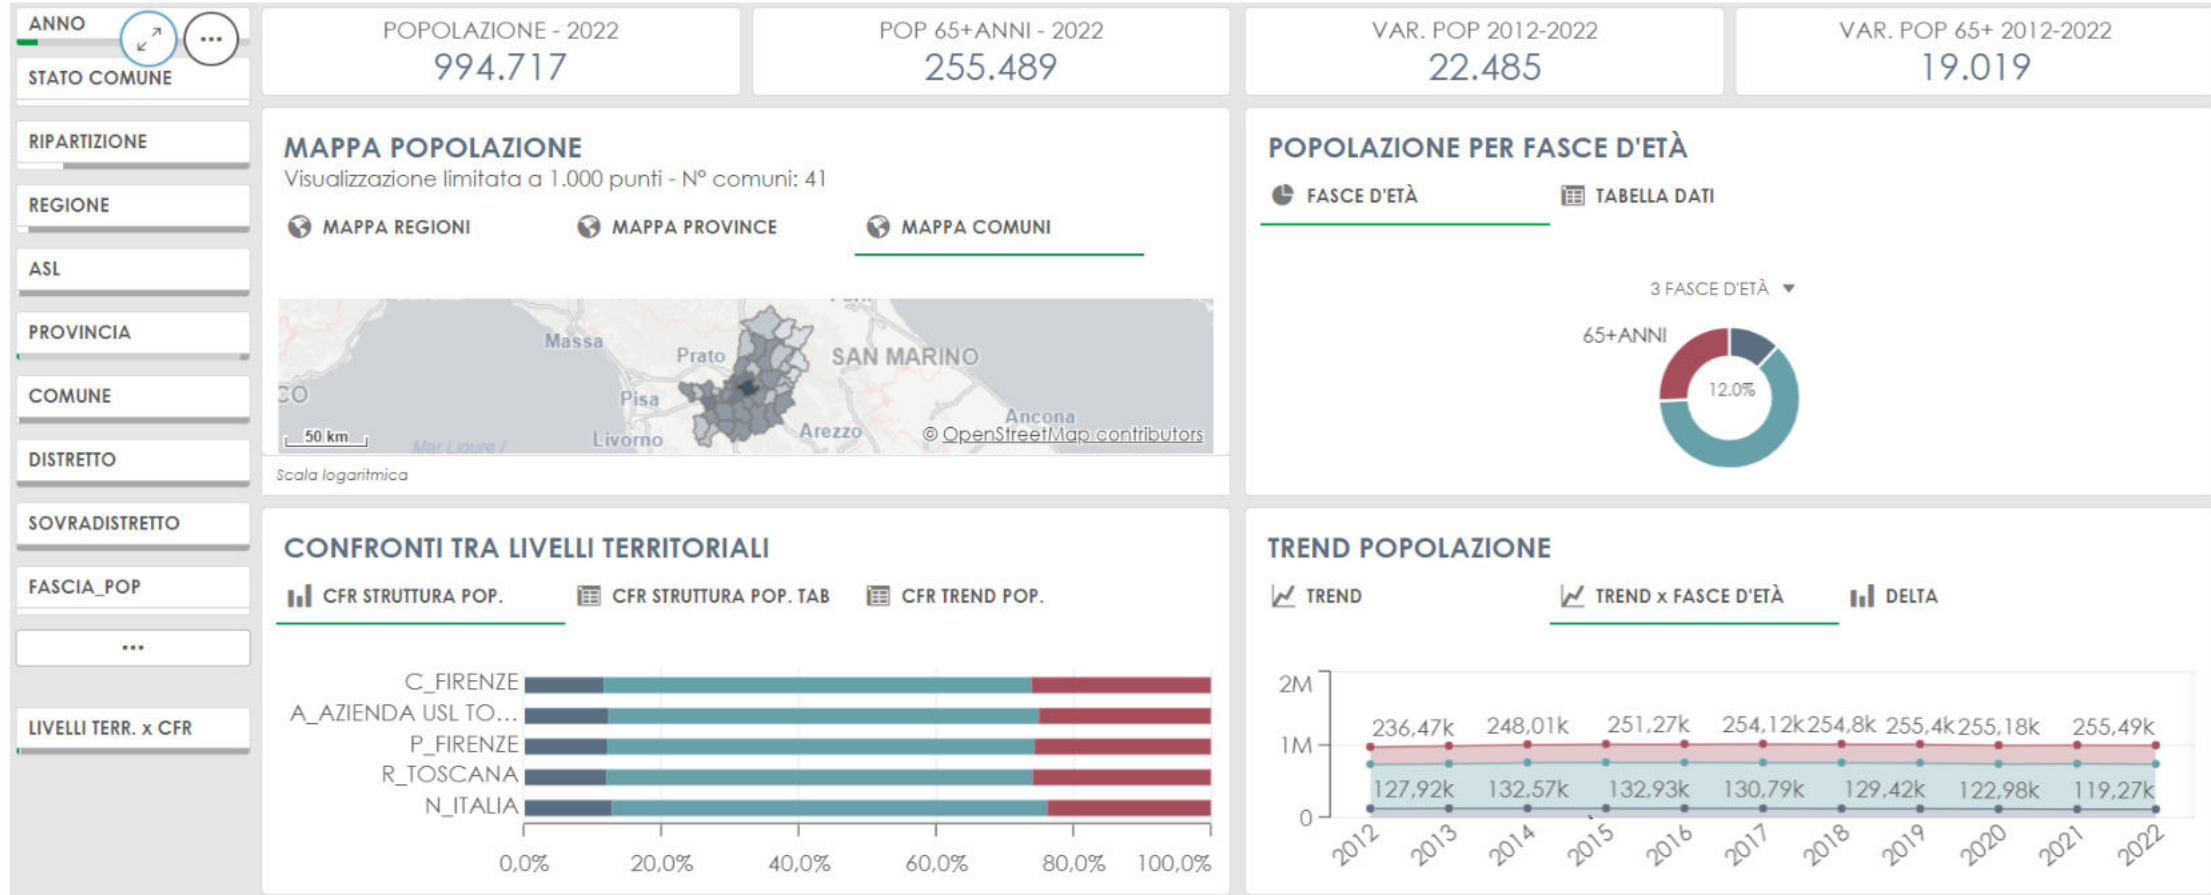 ANNO
...
STATO COMUNE
RIPARTIZIONE
REGIONE
ASL
PROVINCIA
COMUNE
DISTRETTO
SOVRADISTRETTO
FASCIA_POP
...
LIVELLI TERR. x CFR
POPOLAZIONE - 2022
994.717
POP 65+ANNI - 2022
255.489
VAR. POP 2012-2022
22.485
VAR. POP 65+ 2012-2022
19.019
MAPPA POPOLAZIONE
Visualizzazione limitata a 1.000 punti - N° comuni: 41
MAPPA REGIONI
MAPPA PROVINCE
MAPPA COMUNI
Massa
Prato
SAN MARINO
CO
Pisa
Ancona
50 km
Mar Ligure /
Livorno
Arezzo
© OpenStreetMap contributors
Scala logaritmica
POPOLAZIONE PER FASCE D'ETÀ
FASCE D'ETÀ
TABELLA DATI
3 FASCE D'ETÀ
65+ANNI
12.0%
CONFRONTI TRA LIVELLI TERRITORIALI
CFR STRUTTURA POP.
CFR STRUTTURA POP. TAB
CFR TREND POP.
C_FIRENZE
A_AZIENDA USL TO...
P_FIRENZE
R_TOSCANA
N_ITALIA
0,0% 20,0% 40,0% 60,0% 80,0% 100,0%
TREND POPOLAZIONE
TREND
TREND x FASCE D'ETÀ
DELTA
2M
1M
0
236,47k 248,01k 251,27k 254,12k 254,8k 255,4k 255,18k 255,49k
127,92k 132,57k 132,93k 130,79k 129,42k 122,98k 119,27k
2012 2013 2014 2015 2016 2017 2018 2019 2020 2021 2022